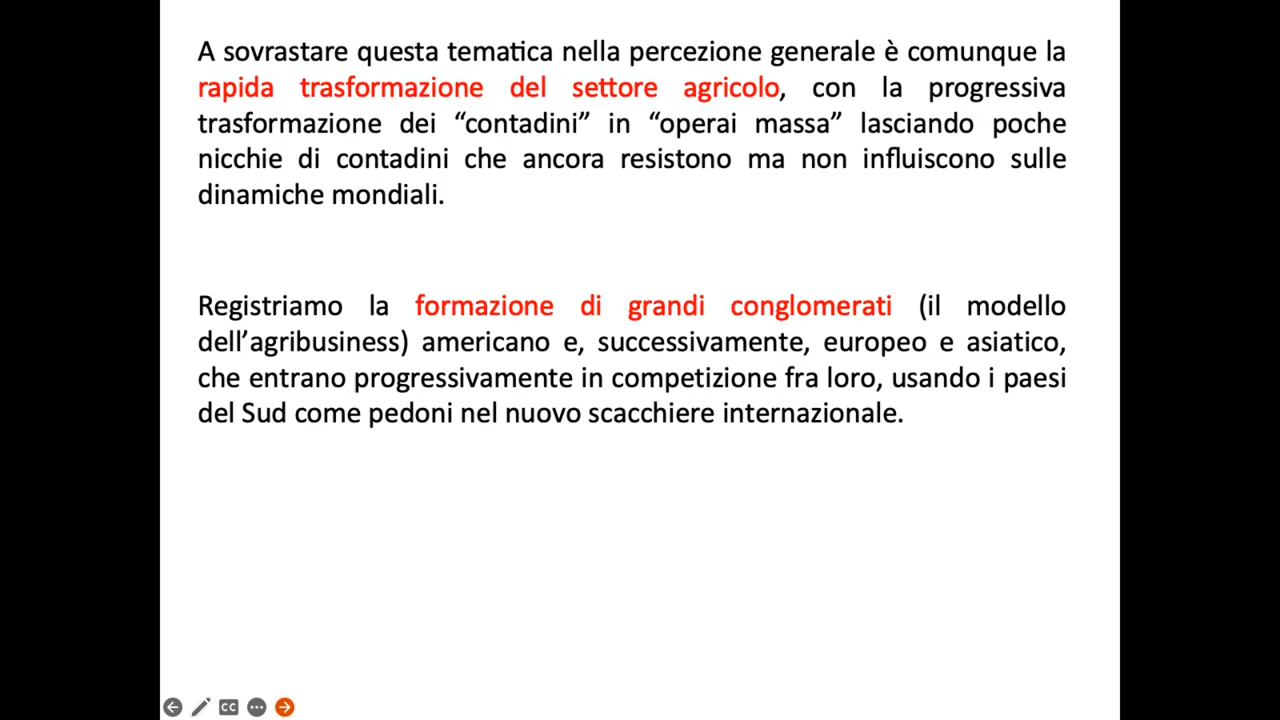 A sovrastare questa tematica nella percezione generale è comunque la
rapida trasformazione del settore agricolo, con la progressiva
trasformazione dei “contadini” in “operai massa” lasciando poche
nicchie di contadini che ancora resistono ma non influiscono sulle
dinamiche mondiali.
Registriamo la formazione di grandi conglomerati (il modello
dell’agribusiness) americano e, successivamente, europeo e asiatico,
che entrano progressivamente in competizione fra loro, usando i paesi
del Sud come pedoni nel nuovo scacchiere internazionale.
CC